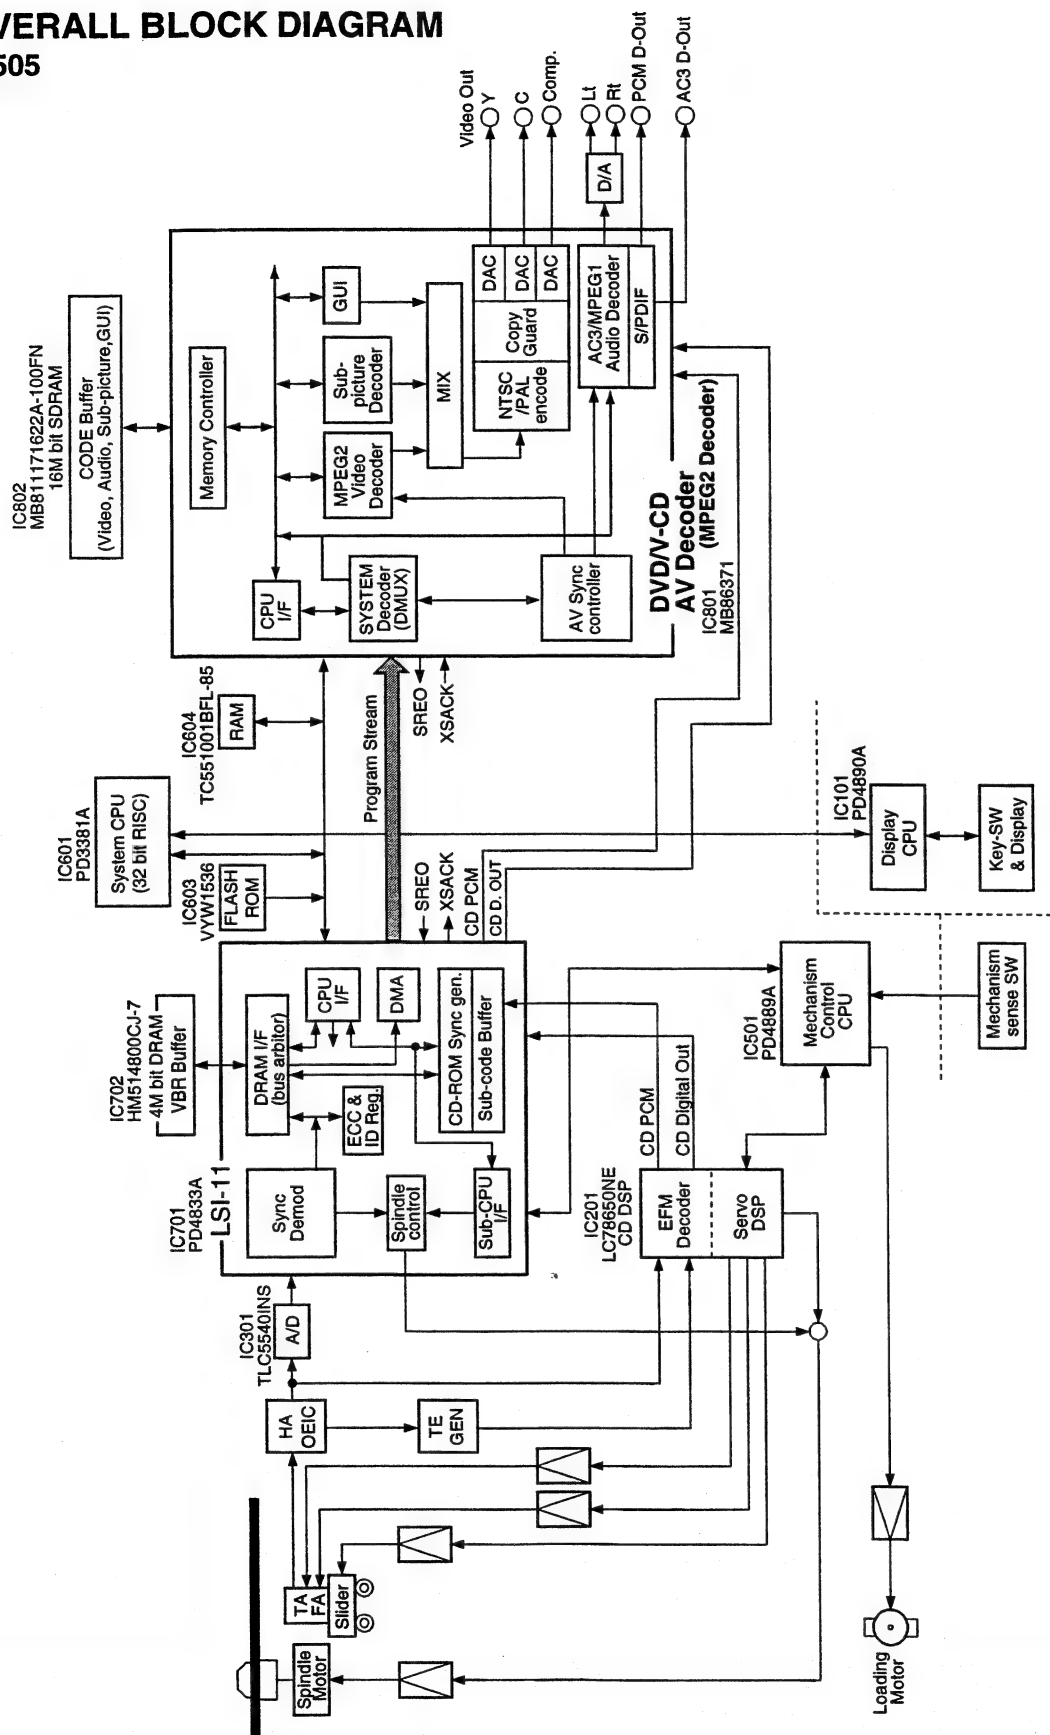 VERALL BLOCK DIAGRAM
505
Video Out
Y
C
Comp.
Lt
Rt
PCM D-Out
AC3 D-Out
D/A
IC802
MB811171622A-100FN
16M bit SDRAM
CODE Buffer
(Video, Audio, Sub-picture,GUI)
Memory Controller
GUI
Sub-
picture
Decoder
MPEG2
Video
Decoder
MIX
DAC
DAC
DAC
Copy
Guard
NTSC
/PAL
encode
AC3/MPEG1
Audio Decoder
S/PDIF
CPU
I/F
SYSTEM
Decoder
(DMUX)
AV Sync
controller
DVD/V-CD
AV Decoder
(MPEG2 Decoder)
IC801
MB86371
IC604
TC551001BFL-85
RAM
Program Stream
SREO
XSACK
IC601
PD3381A
System CPU
(32 bit RISC)
IC603
VYW1536
FLASH
ROM
SREO
XSACK
CD PCM
CD D. OUT
IC101
PD4890A
Display
CPU
Key-SW
& Display
IC702
HM514800CJ-7
4M bit DRAM
VBR Buffer
DRAM I/F
(bus arbitor)
CPU
I/F
DMA
ECC &
ID Reg.
CD-ROM Sync gen.
Sub-code Buffer
IC701
PD4833A
LSI-11
Sync
Demod
Spindle
control
Sub-CPU
I/F
CD PCM
CD Digital Out
IC501
PD4889A
Mechanism
Control
CPU
Mechanism
sense SW
IC201
LC78650NE
CD DSP
EFM
Decoder
Servo
DSP
IC301
TLC5540INS
A/D
HA
OEIC
TE
GEN
TA
FA
Slider
Spindle
Motor
Loading
Motor